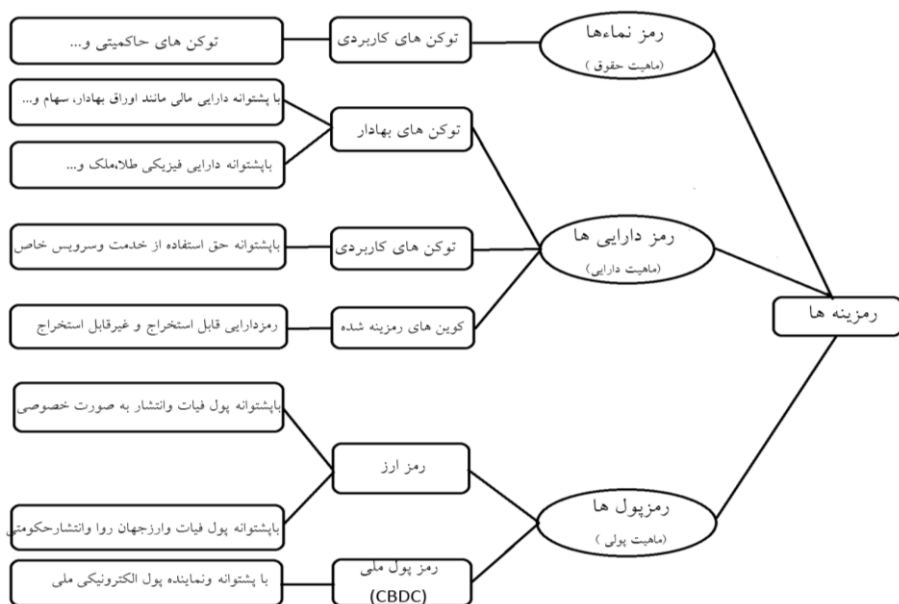 رمزینه ها
رمز نماءها
(ماهیت حقوق )
توکن های کاربردی
توکن های حاکمیتی و...
رمز دارایی ها
(ماهیت دارایی)
توکن های بهادار
با پشتوانه دارایی مالی مانند اوراق بهادار، سهام و...
باپشتوانه دارایی فیزیکی طلا،ملک و...
توکن های کاربردی
باپشتوانه حق استفاده از خدمت وسرویس خاص
کوین های رمزینه شده
رمزدارایی قابل استخراج و غیرقابل استخراج
رمزپول ها
(ماهیت پولی )
رمز ارز
باپشتوانه پول فیات وانتشار به صورت خصوصی
باپشتوانه پول فیات وارزجهان روا وانتشارحکومتی
رمز پول ملی
(CBDC)
با پشتوانه ونماینده پول الکترونیکی ملی